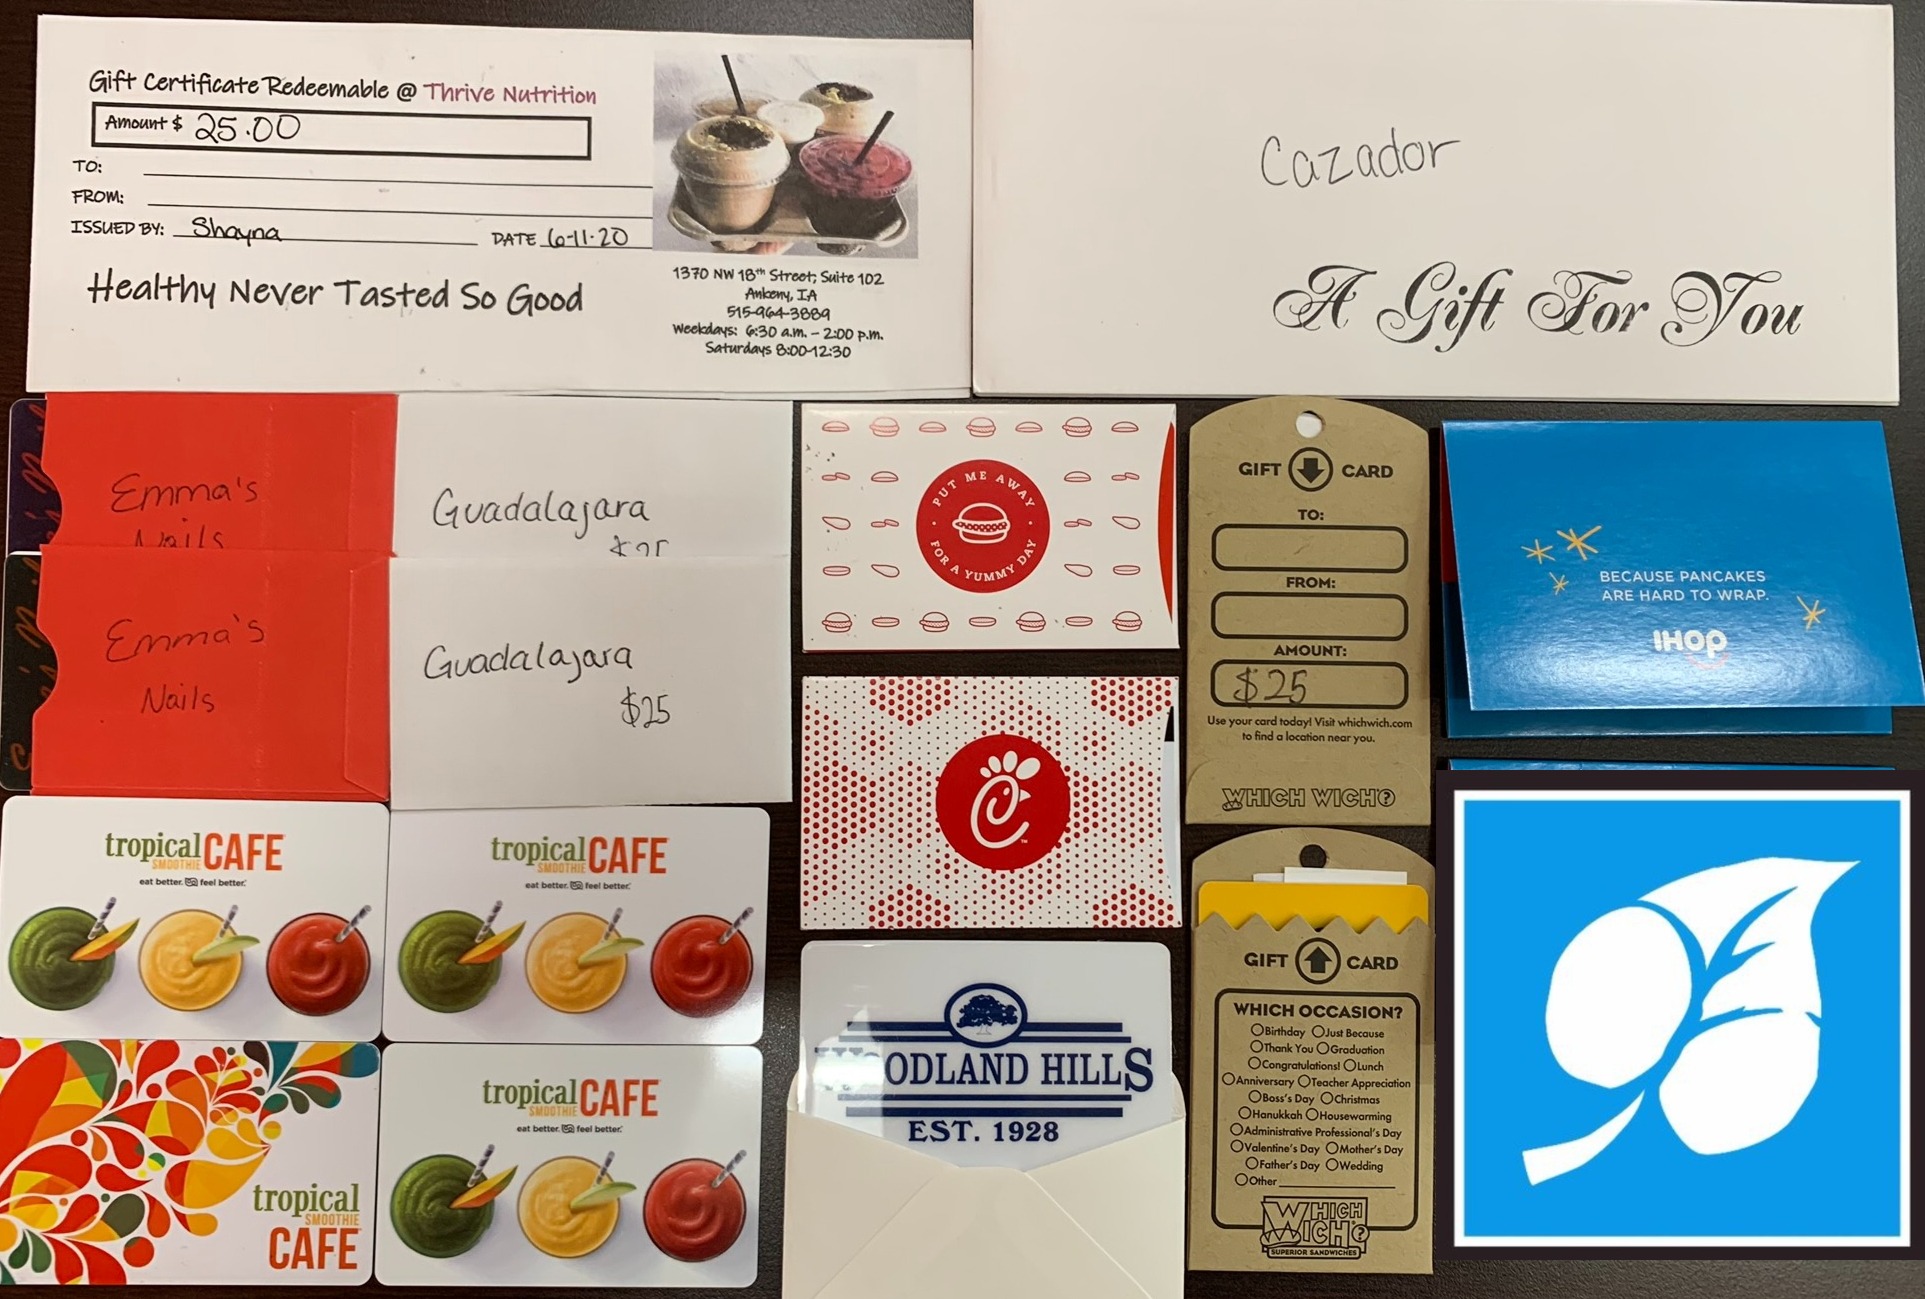 Gift Certificate Redeemable @ Thrive Nutrition
Amount $ 25.00
TO:
FROM:
ISSUED BY: Shayna DATE 6-11-20
Healthy Never Tasted So Good
1370 NW 18th Street; Suite 102
Ankeny, IA
515-964-3889
Weekdays: 6:30 a.m. – 2:00 p.m.
Saturdays 8:00-12:30
Cazador
A Gift For You
Emma's
Nails
Guadalajara
$25
Emma's
Nails
Guadalajara
$25
PUT ME AWAY
FOR A YUMMY DAY
GIFT CARD
TO:
FROM:
AMOUNT:
$25
Use your card today! Visit whichwich.com
to find a location near you.
WHICH WICH?
BECAUSE PANCAKES
ARE HARD TO WRAP.
IHOP
tropical CAFE
SMOOTHIE
eat better. feel better.
tropical CAFE
SMOOTHIE
eat better. feel better.
tropical
SMOOTHIE
CAFE
tropical CAFE
SMOOTHIE
eat better. feel better.
WOODLAND HILLS
EST. 1928
GIFT CARD
WHICH OCCASION?
Birthday Just Because
Thank You Graduation
Congratulations! Lunch
Anniversary Teacher Appreciation
Boss's Day Christmas
Hanukkah Housewarming
Administrative Professional's Day
Valentine's Day Mother's Day
Father's Day Wedding
Other
WHICH
WICH?
SUPERIOR SANDWICHES